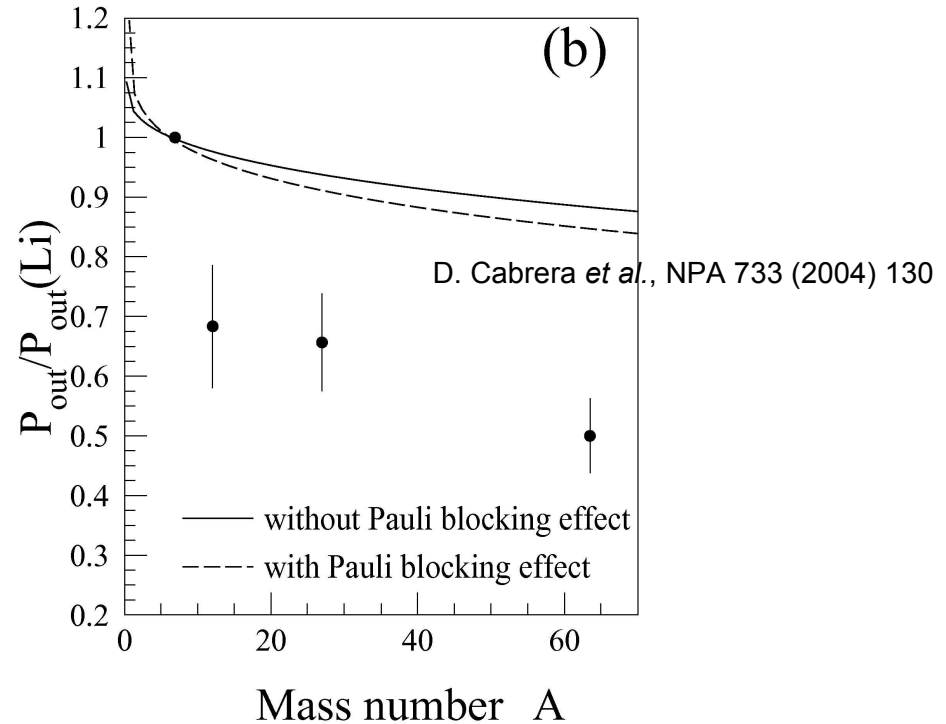 (b)
1.2
1.1
1
0.9
0.8
0.7
0.6
0.5
0.4
0.3
0.2
P_out/P_out(Li)
D. Cabrera et al., NPA 733 (2004) 130
without Pauli blocking effect
with Pauli blocking effect
0 20 40 60
Mass number A